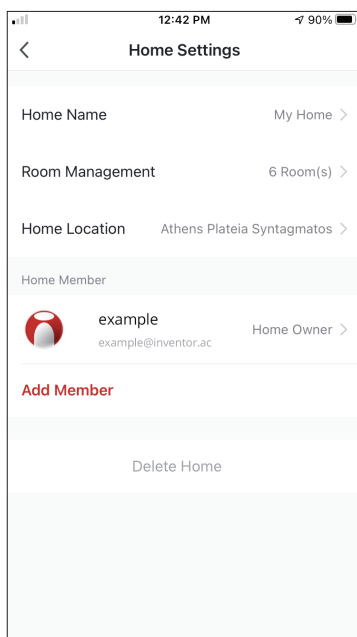 12:42 PM 90%
Home Settings
Home Name My Home
Room Management 6 Room(s)
Home Location Athens Plateia Syntagmatos
Home Member
example
example@inventor.ac
Home Owner
Add Member
Delete Home